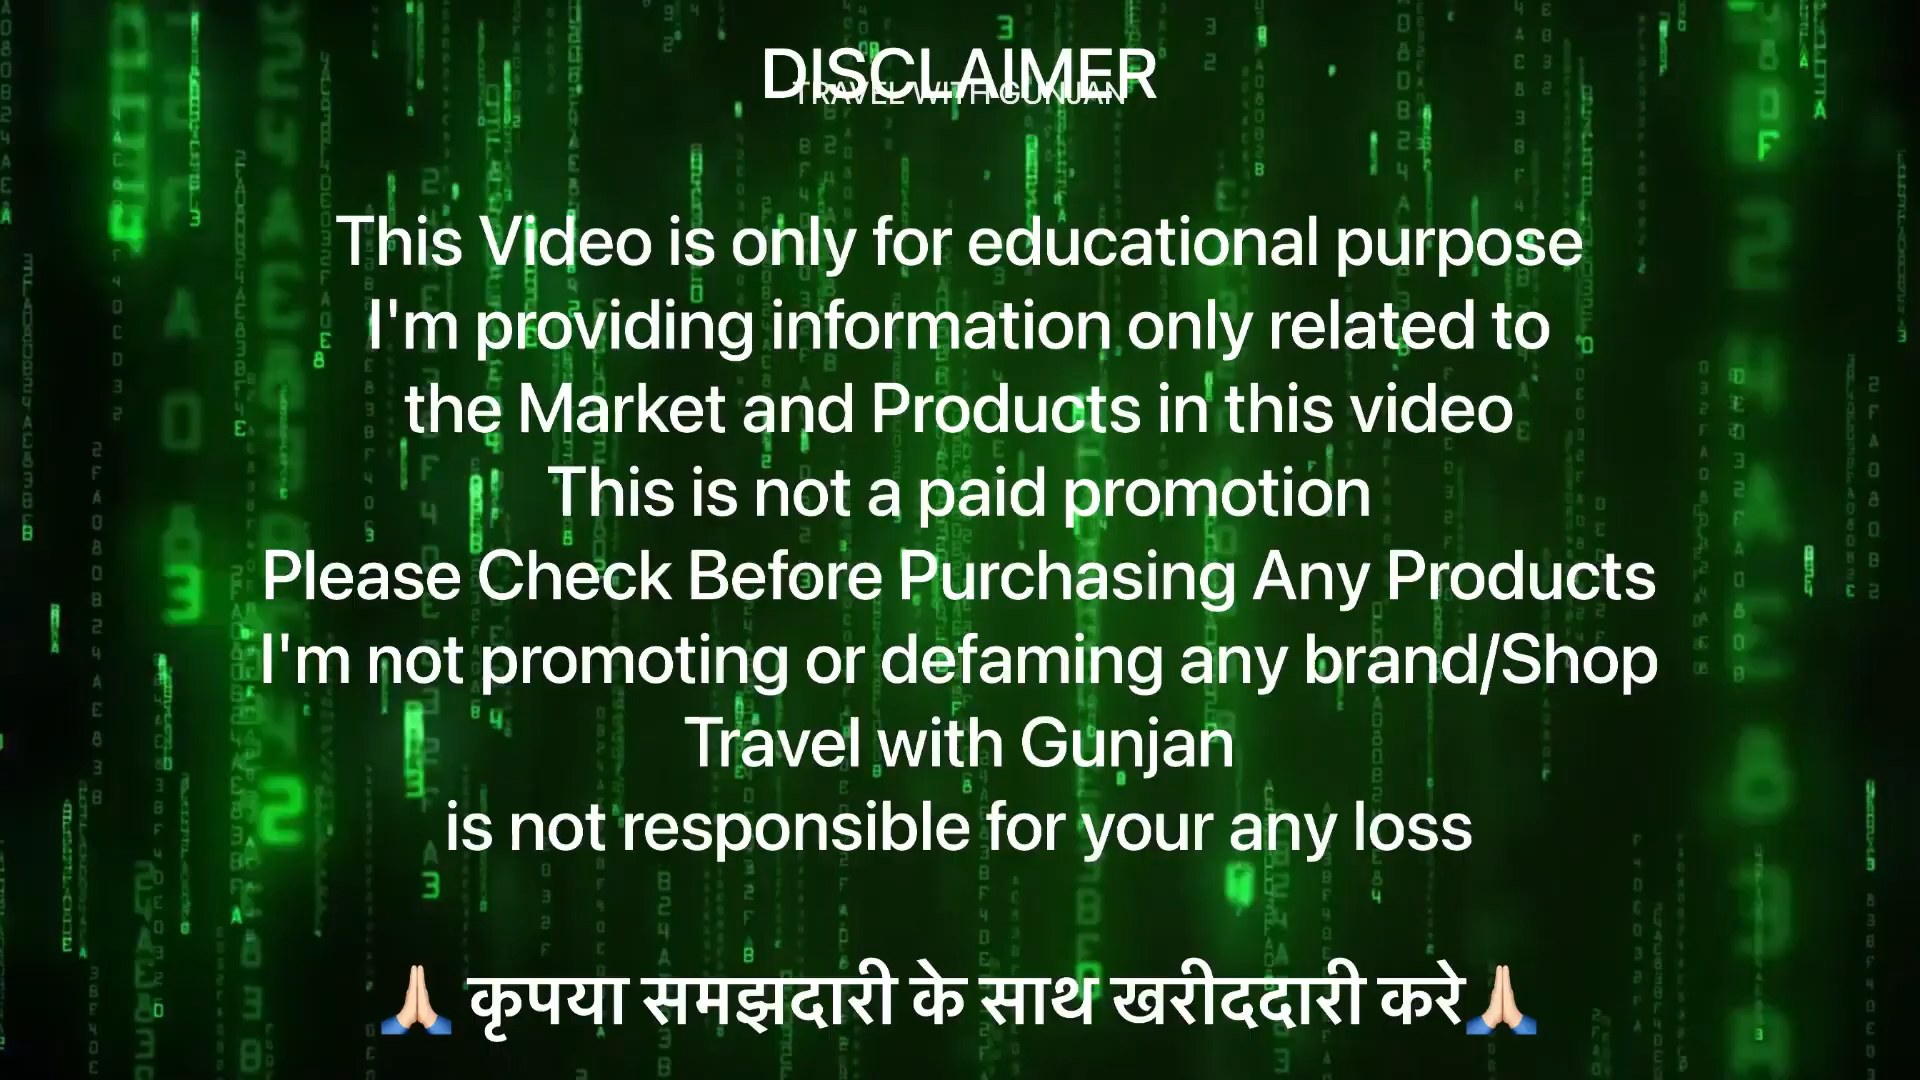 DISCLAIMER
TRAVEL WITH GUNJAN
This Video is only for educational purpose
I'm providing information only related to
the Market and Products in this video
This is not a paid promotion
Please Check Before Purchasing Any Products
I'm not promoting or defaming any brand/Shop
Travel with Gunjan
is not responsible for your any loss
🙏🏻 कृपया समझदारी के साथ खरीददारी करे🙏🏻